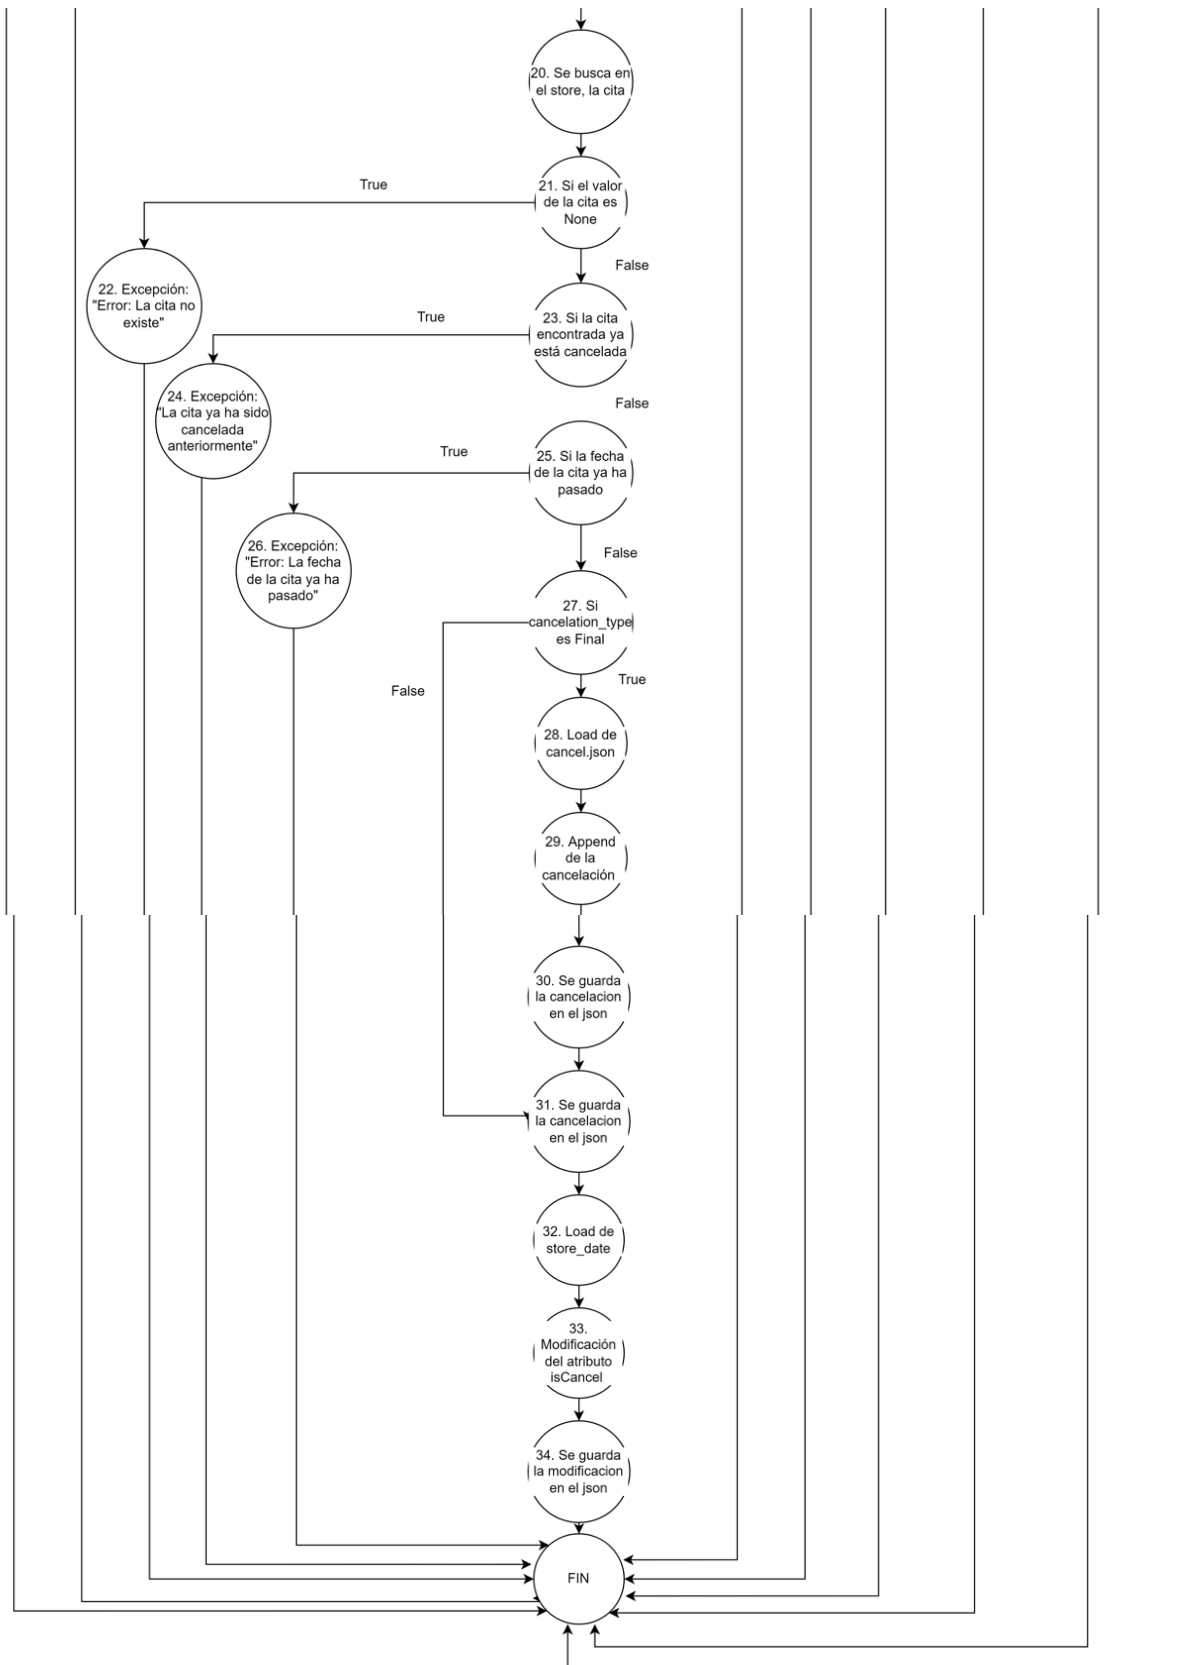 20. Se busca en
el store, la cita
True
21. Si el valor
de la cita es
None
False
22. Excepción:
"Error: La cita no
existe"
True
23. Si la cita
encontrada ya
está cancelada
24. Excepción:
"La cita ya ha sido
cancelada
anteriormente"
False
True
25. Si la fecha
de la cita ya ha
pasado
26. Excepción:
"Error: La fecha
de la cita ya ha
pasado"
False
27. Si
cancelation_type
es Final
True
False
28. Load de
cancel.json
29. Append
de la
cancelación
30. Se guarda
la cancelacion
en el json
31. Se guarda
la cancelacion
en el json
32. Load de
store_date
33.
Modificación
del atributo
isCancel
34. Se guarda
la modificacion
en el json
FIN